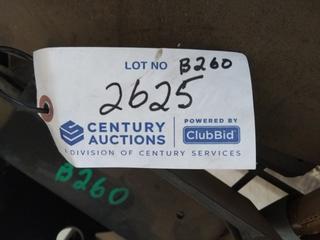 LOT NO B260
2625
CENTURY AUCTIONS
POWERED BY ClubBid
A DIVISION OF CENTURY SERVICES
B260